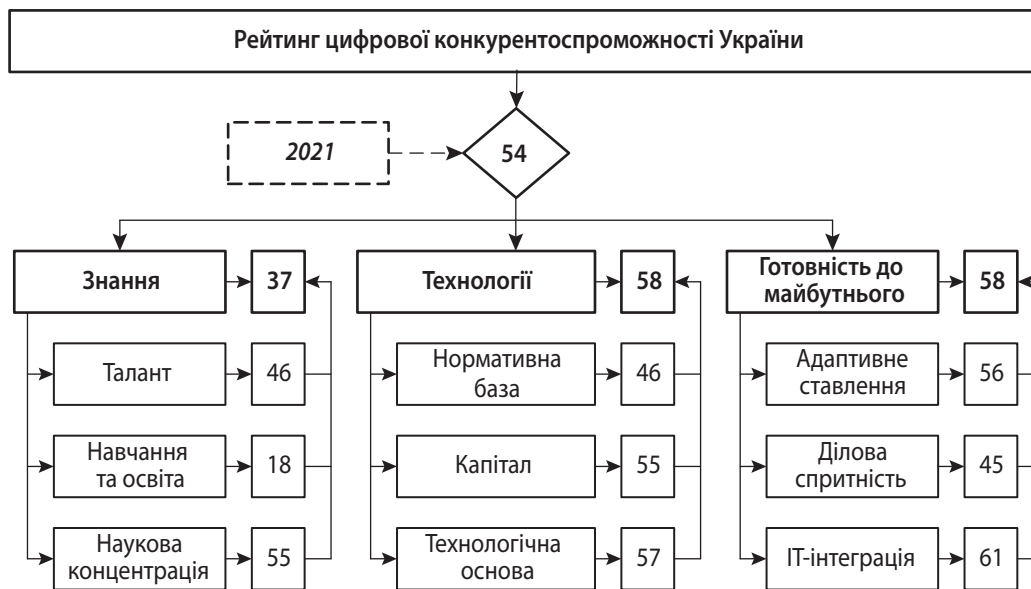 Рейтинг цифрової конкурентоспроможності України
2021
54
Знання
37
Технології
58
Готовність до
майбутнього
58
Талант
46
Нормативна
база
46
Адаптивне
ставлення
56
Навчання
та освіта
18
Капітал
55
Ділова
спритність
45
Наукова
концентрація
55
Технологічна
основа
57
ІТ-інтеграція
61